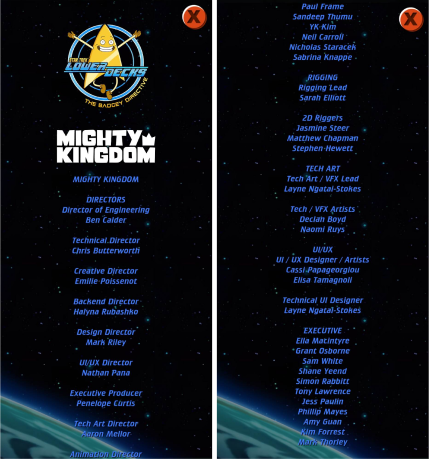 X
STAR TREK
LOWER DECKS
THE BADGEY DIRECTIVE
MIGHTY
KINGDOM
MIGHTY KINGDOM
DIRECTORS
Director of Engineering
Ben Calder
Technical Director
Chris Butterworth
Creative Director
Emilie Poissenot
Backend Director
Halyna Rubashko
Design Director
Mark Riley
UI/UX Director
Nathan Pana
Executive Producer
Penelope Curtis
Tech Art Director
Aaron Mellor
Animation Director
X
Paul Frame
Sandeep Thumu
YK Kim
Neil Carroll
Nicholas Staracek
Sabrina Knappe
RIGGING
Rigging Lead
Sarah Elliott
2D Riggers
Jasmine Steer
Matthew Chapman
Stephen Hewett
TECH ART
Tech Art / VFX Lead
Layne Ngatai-Stokes
Tech / VFX Artists
Declan Boyd
Naomi Ruys
UI/UX
UI / UX Designer / Artists
Cassi Papageorgiou
Elisa Tamagnoli
Technical UI Designer
Layne Ngatai-Stokes
EXECUTIVE
Ella Macintyre
Grant Osborne
Sam White
Shane Yeend
Simon Rabbitt
Tony Lawrence
Jess Paulin
Phillip Mayes
Amy Guan
Kim Forrest
Mark Thorley